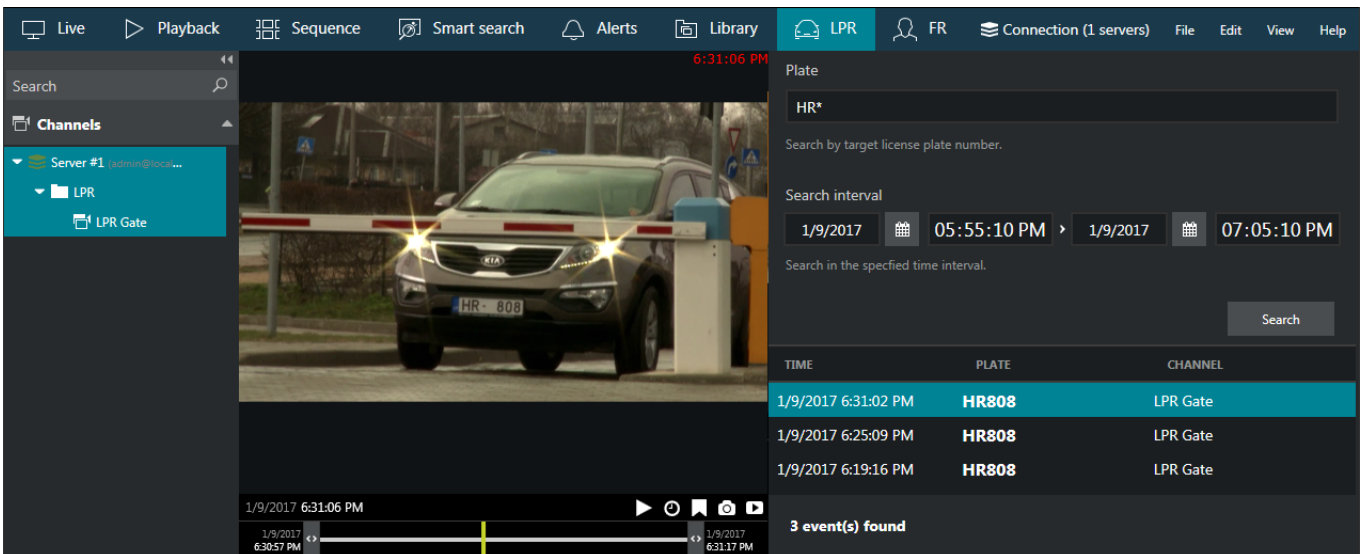 Live Playback Sequence Smart search Alerts Library LPR FR Connection (1 servers) File Edit View Help
Search
Channels
Server #1 (admin@local...
LPR
LPR Gate
6:31:06 PM
KIA
HR- 808
1/9/2017 6:31:06 PM
1/9/2017 6:30:57 PM
1/9/2017 6:31:17 PM
Plate
HR*
Search by target license plate number.
Search interval
1/9/2017 05:55:10 PM › 1/9/2017 07:05:10 PM
Search in the specfied time interval.
Search
TIME PLATE CHANNEL
1/9/2017 6:31:02 PM HR808 LPR Gate
1/9/2017 6:25:09 PM HR808 LPR Gate
1/9/2017 6:19:16 PM HR808 LPR Gate
3 event(s) found